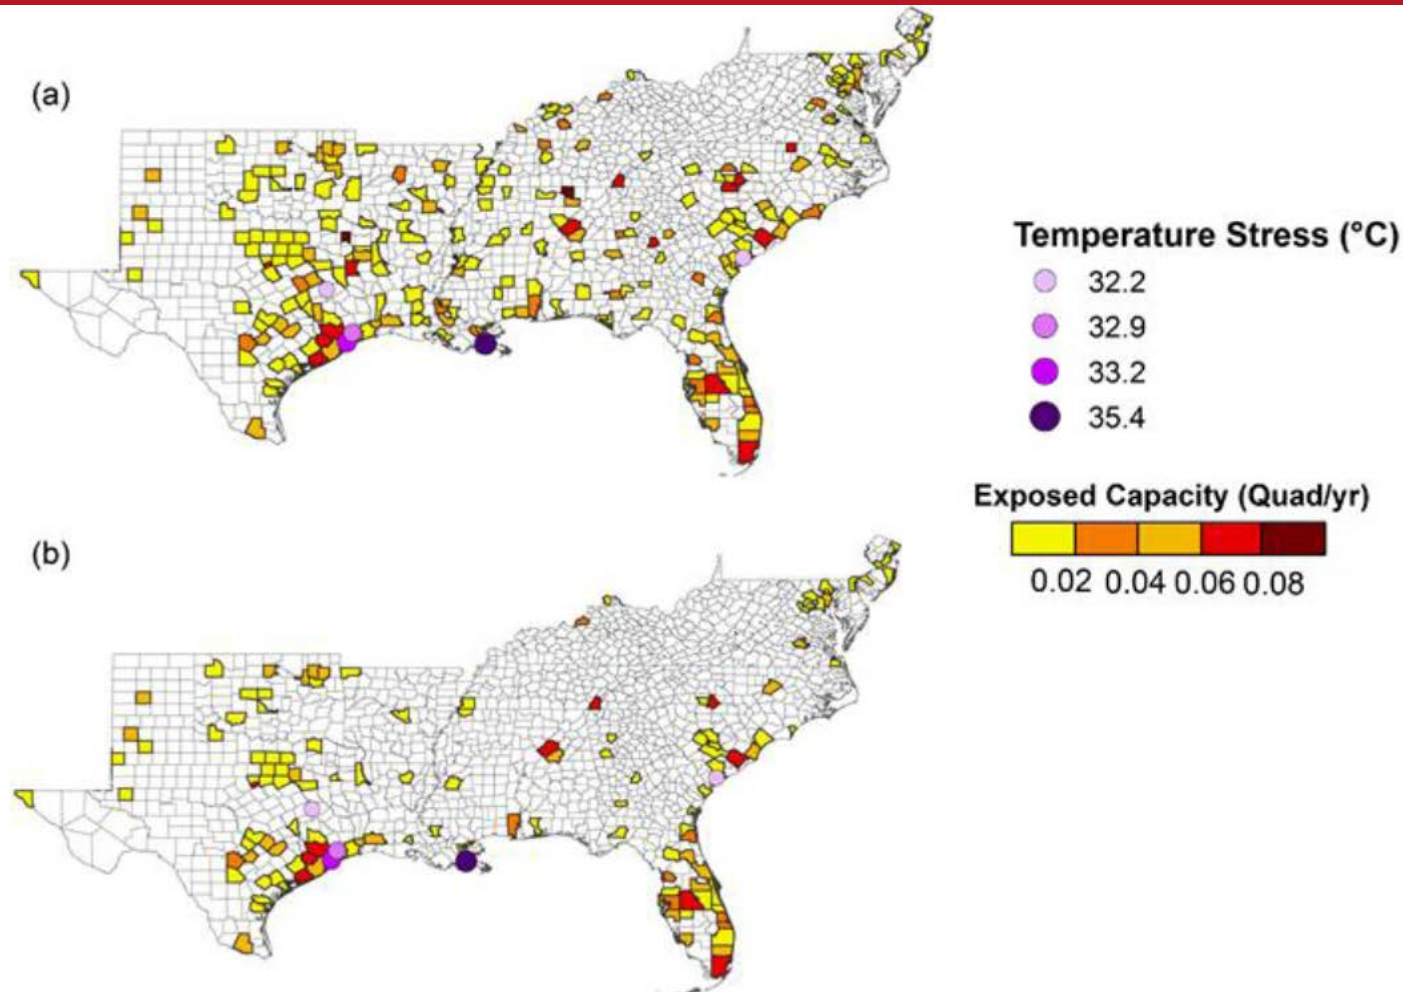 (a)
Temperature Stress (°C)
32.2
32.9
33.2
35.4
Exposed Capacity (Quad/yr)
0.02 0.04 0.06 0.08
(b)